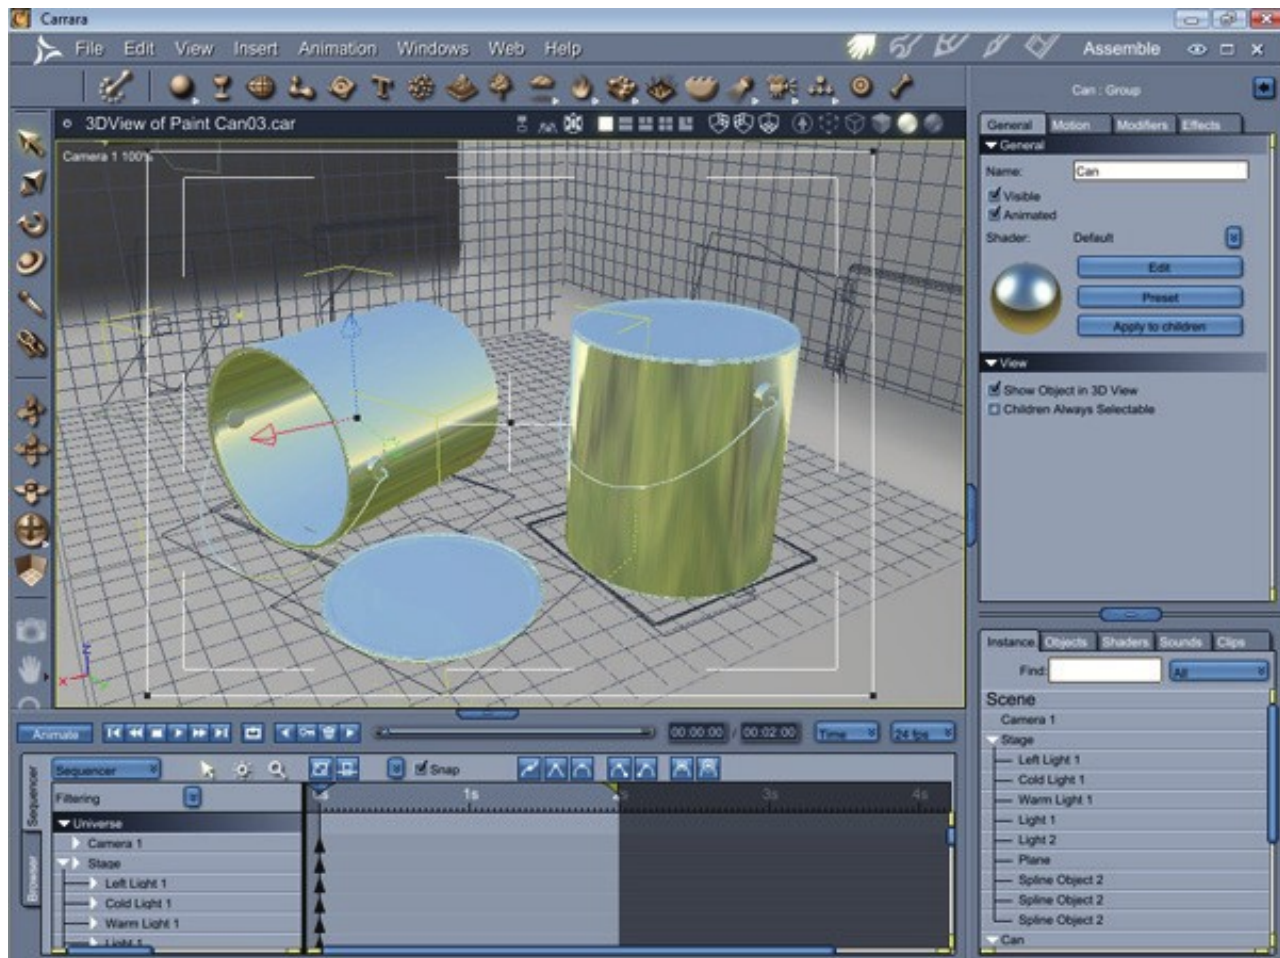 Carrara
File Edit View Insert Animation Windows Web Help
Assemble
3DView of Paint Can03.car
Camera 1 100%
Can : Group
General Motion Modifiers Effects
General
Name: Can
Visible
Animated
Shader: Default
Edit
Preset
Apply to children
View
Show Object in 3D View
Children Always Selectable
Instance Objects Shaders Sounds Clips
Find: All
Scene
Camera 1
Stage
Left Light 1
Cold Light 1
Warm Light 1
Light 1
Light 2
Plane
Spline Object 2
Spline Object 2
Spline Object 2
Can
Animate 00:00:00 / 00:02:00 Time 24 fps
Sequencer
Browser
Sequencer Snap
Filtering
1s 2s 3s 4s
Universe
Camera 1
Stage
Left Light 1
Cold Light 1
Warm Light 1
Light 1
Z
X
Y